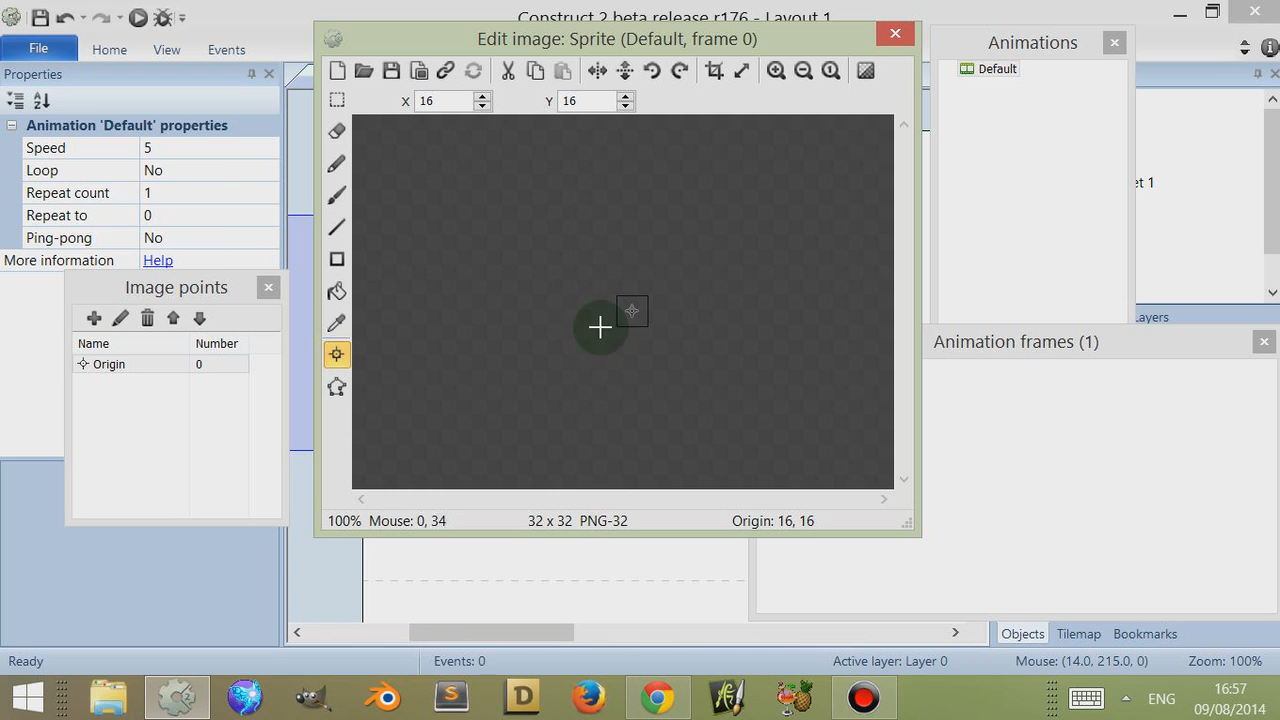 Construct 2 beta release r176 - Layout 1
File Home View Events
Edit image: Sprite (Default, frame 0)
Animations
Default
Properties
X 16 Y 16
Animation 'Default' properties
Speed 5
Loop No
Repeat count 1
Repeat to 0
Ping-pong No
More information Help
et 1
Image points
Name Number
Origin 0
Layers
Animation frames (1)
100% Mouse: 0, 34 32 x 32 PNG-32 Origin: 16, 16
Objects Tilemap Bookmarks
Ready Events: 0 Active layer: Layer 0 Mouse: (14.0, 215.0, 0) Zoom: 100%
ENG
16:57
09/08/2014